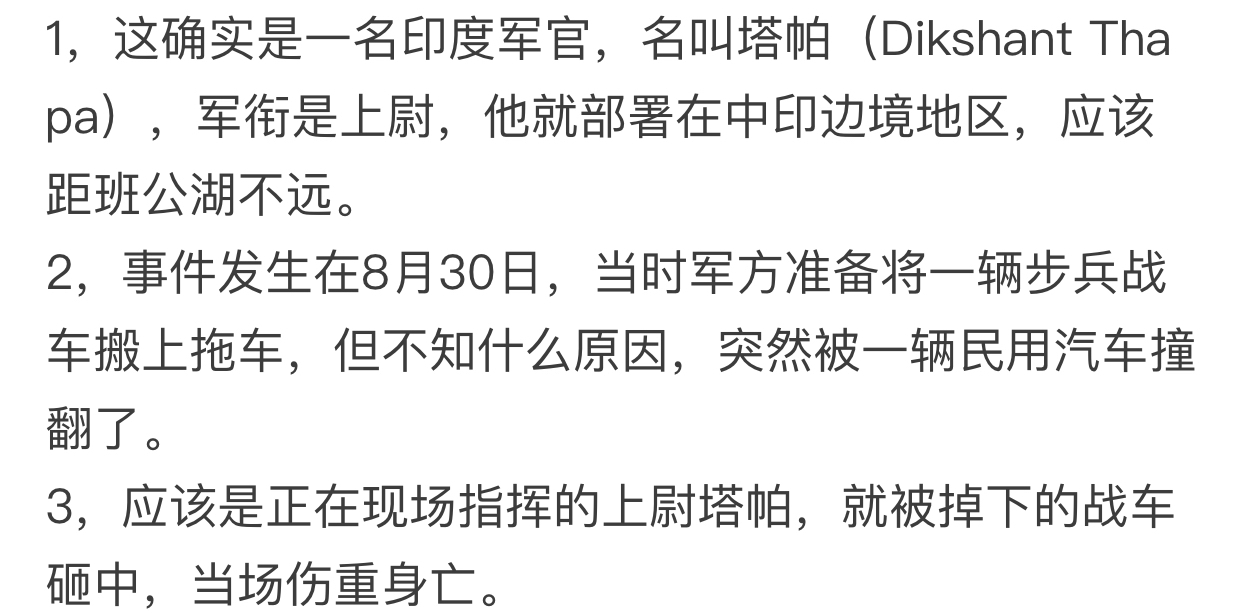 1，这确实是一名印度军官，名叫塔帕（Dikshant Tha
pa），军衔是上尉，他就部署在中印边境地区，应该
距班公湖不远。
2，事件发生在8月30日，当时军方准备将一辆步兵战
车搬上拖车，但不知什么原因，突然被一辆民用汽车撞
翻了。
3，应该是正在现场指挥的上尉塔帕，就被掉下的战车
砸中，当场伤重身亡。